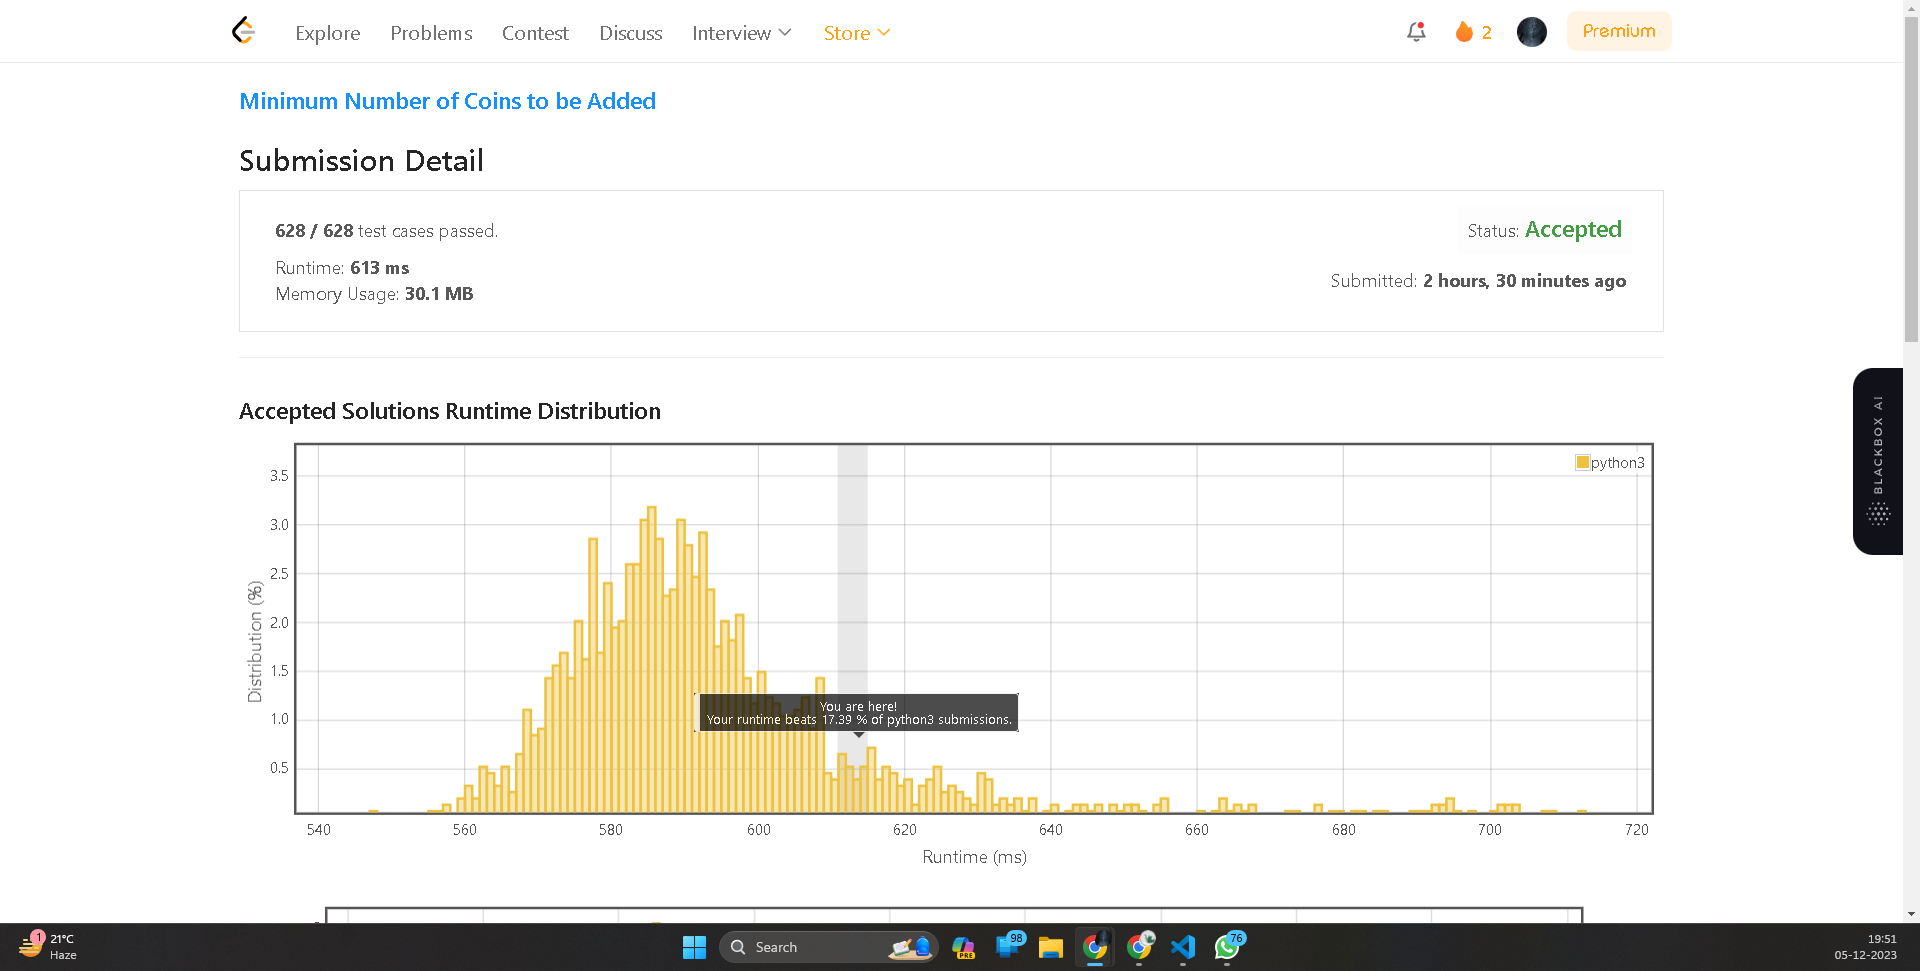 Explore Problems Contest Discuss Interview Store 2 Premium
Minimum Number of Coins to be Added
Submission Detail
628 / 628 test cases passed.
Status: Accepted
Runtime: 613 ms
Submitted: 2 hours, 30 minutes ago
Memory Usage: 30.1 MB
BLACKBOX AI
Accepted Solutions Runtime Distribution
python3
3.5
3.0
2.5
2.0
1.5
1.0
0.5
Distribution (%)
You are here!
Your runtime beats 17.39 % of python3 submissions.
540 560 580 600 620 640 660 680 700 720
Runtime (ms)
1
21°C
Haze
Search
PRE
98
76
19:51
05-12-2023